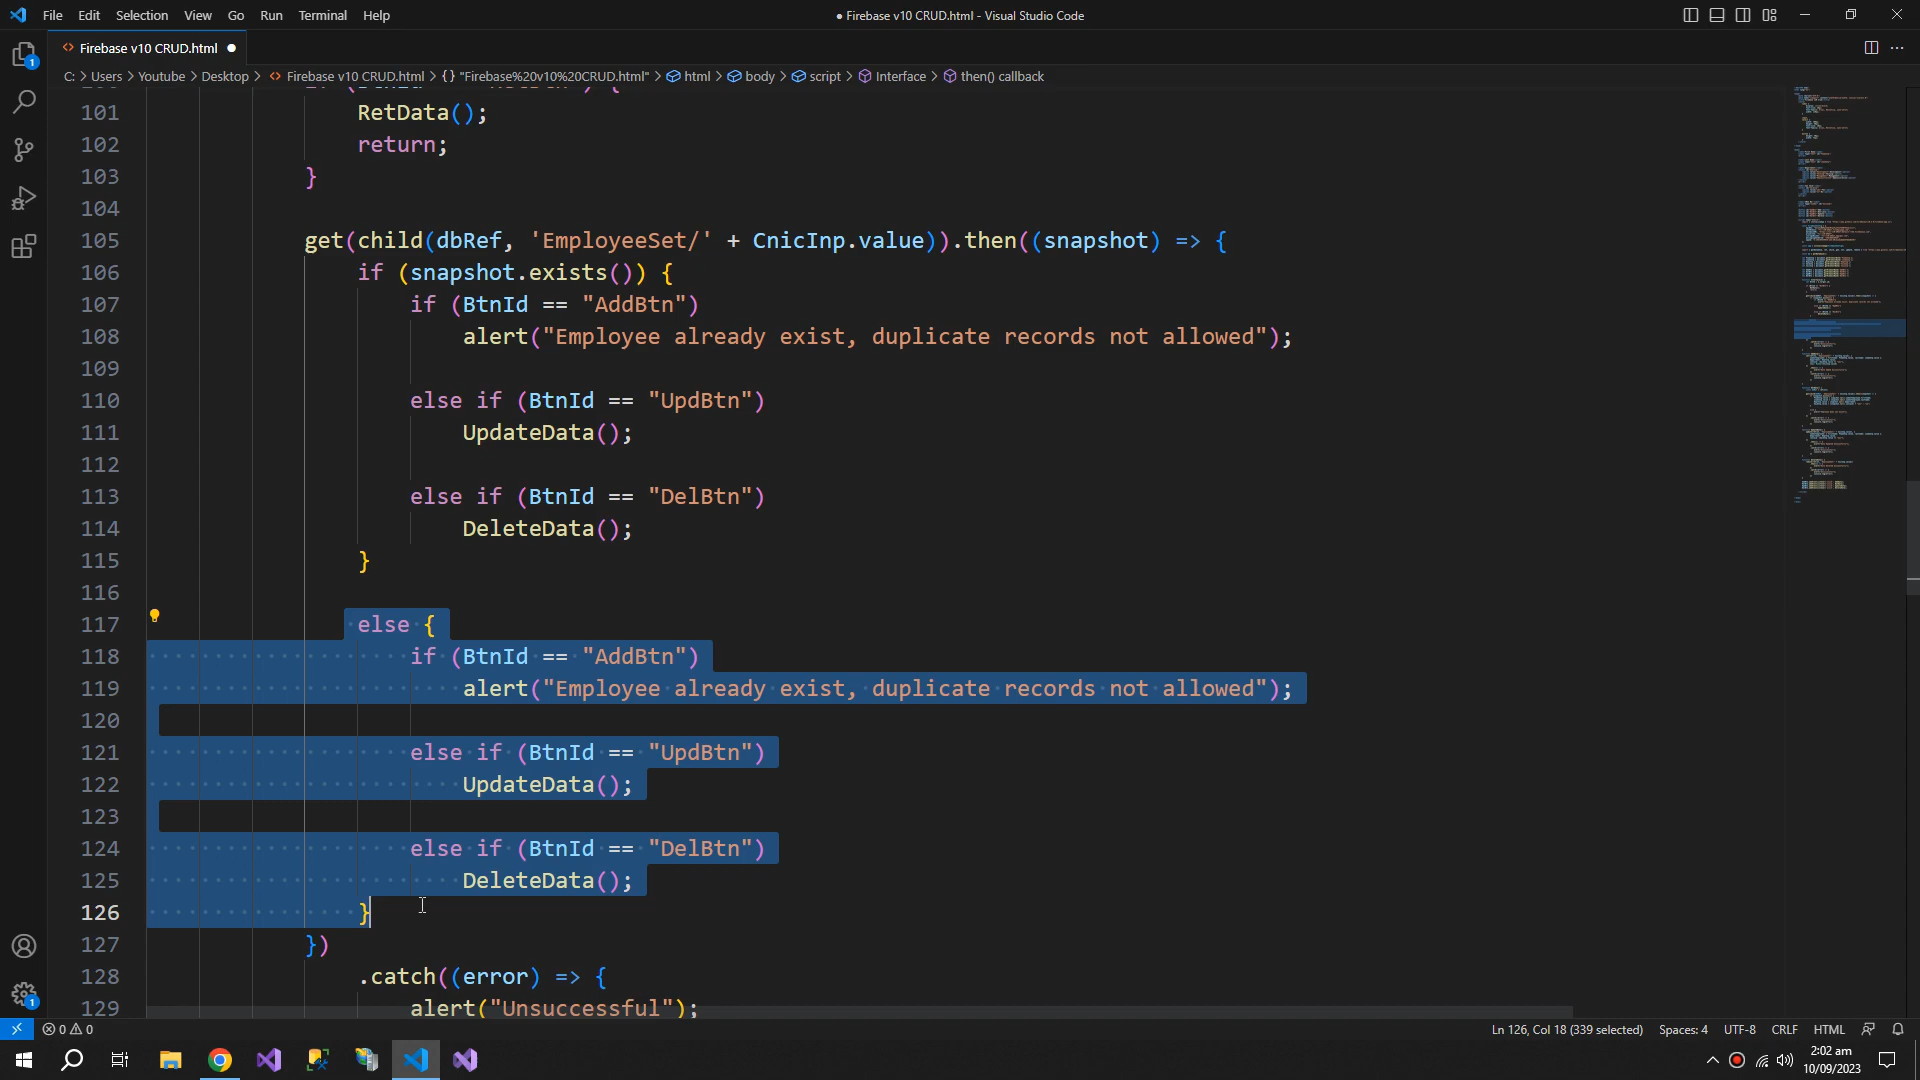 File Edit Selection View Go Run Terminal Help
● Firebase v10 CRUD.html - Visual Studio Code
Firebase v10 CRUD.html ●
C: > Users > Youtube > Desktop > Firebase v10 CRUD.html > {} "Firebase%20v10%20CRUD.html" > html > body > script > Interface > then() callback
101 RetData();
102 return;
103 }
104
105 get(child(dbRef, 'EmployeeSet/' + CnicInp.value)).then((snapshot) => {
106 if (snapshot.exists()) {
107 if (BtnId == "AddBtn")
108 alert("Employee already exist, duplicate records not allowed");
109
110 else if (BtnId == "UpdBtn")
111 UpdateData();
112
113 else if (BtnId == "DelBtn")
114 DeleteData();
115 }
116
117 else {
118 if (BtnId == "AddBtn")
119 alert("Employee already exist, duplicate records not allowed");
120
121 else if (BtnId == "UpdBtn")
122 UpdateData();
123
124 else if (BtnId == "DelBtn")
125 DeleteData();
126 }
127 })
128 .catch((error) => {
129 alert("Unsuccessful");
0 0 Ln 126, Col 18 (339 selected) Spaces: 4 UTF-8 CRLF HTML
2:02 am
10/09/2023